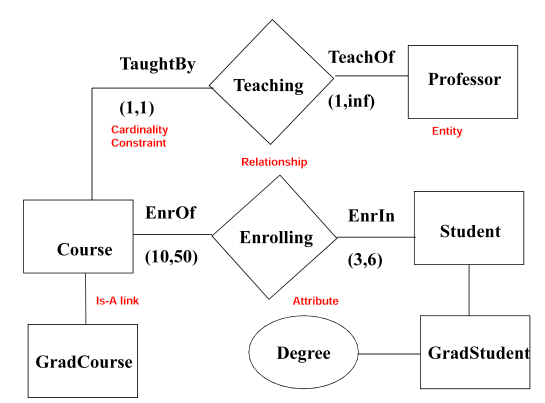 TaughtBy
TeachOf
Teaching
Professor
(1,1)
(1,inf)
Cardinality
Constraint
Entity
Relationship
EnrOf
EnrIn
Course
Enrolling
Student
(10,50)
(3,6)
Is-A link
Attribute
GradCourse
Degree
GradStudent